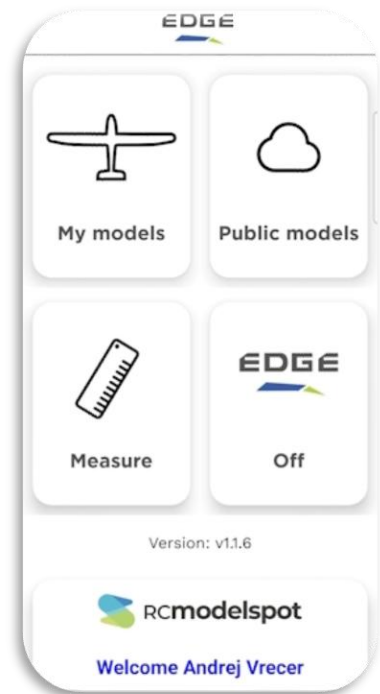 EDGE
My models
Public models
Measure
EDGE
Off
Version: v1.1.6
RCmodelspot
Welcome Andrej Vrecer